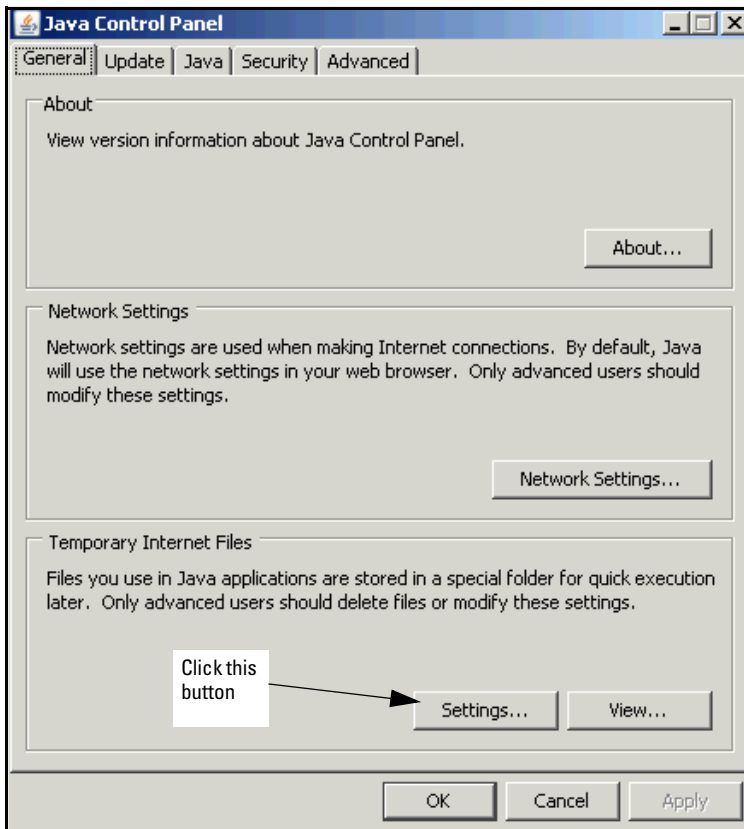 Java Control Panel
General Update Java Security Advanced
About
View version information about Java Control Panel.
About...
Network Settings
Network settings are used when making Internet connections. By default, Java
will use the network settings in your web browser. Only advanced users should
modify these settings.
Network Settings...
Temporary Internet Files
Files you use in Java applications are stored in a special folder for quick execution
later. Only advanced users should delete files or modify these settings.
Click this
button
Settings... View...
OK Cancel Apply